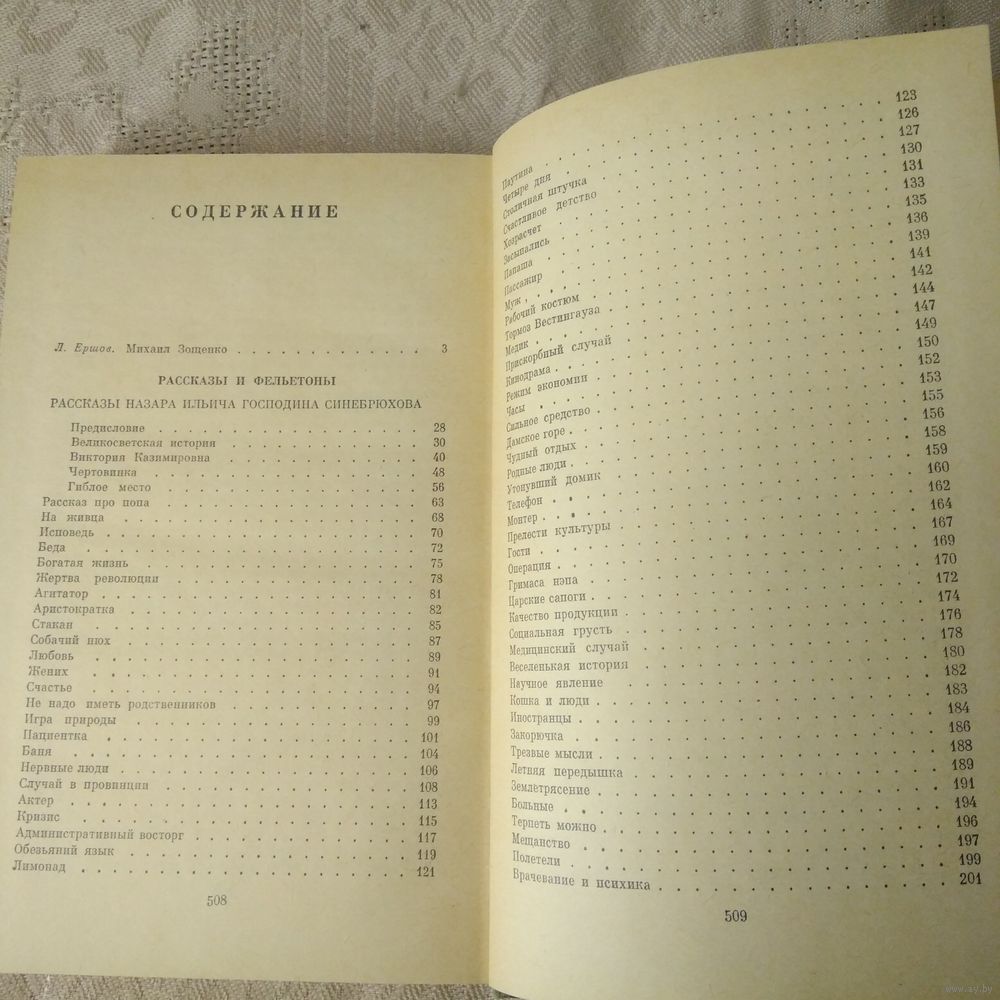 СОДЕРЖАНИЕ
Л. Ершов. Михаил Зощенко . . . . . . . . . . . . . 3
РАССКАЗЫ И ФЕЛЬЕТОНЫ
РАССКАЗЫ НАЗАРА ИЛЬИЧА ГОСПОДИНА СИНЕБРЮХОВА
Предисловие 28
Великосветская история 30
Виктория Казимировна 40
Чертовинка 48
Гиблое место 56
Рассказ про попа 63
На живца 68
Исповедь 70
Беда 72
Богатая жизнь 75
Жертва революции 78
Агитатор 81
Аристократка 82
Стакан 85
Собачий нюх 87
Любовь 89
Жених 91
Счастье 94
Не надо иметь родственников 97
Игра природы 99
Пациентка 101
Баня 104
Нервные люди 106
Случай в провинции 108
Актер 113
Кризис 115
Административный восторг 117
Обезьяний язык 119
Лимонад 121
508
Паутина 123
Четыре дня 126
Столичная штучка 127
Счастливое детство 130
Хозрасчет 131
Засыпались 133
Папаша 135
Пассажир 136
Муж 139
Рабочий костюм 141
Тормоз Вестингауза 142
Медик 144
Прискорбный случай 147
Кинодрама 149
Режим экономии 150
Часы 152
Сильное средство 153
Дамское горе 155
Чудный отдых 156
Родные люди 158
Утонувший домик 159
Телефон 160
Монтер 162
Прелести культуры 164
Гости 167
Операция 169
Гримаса нэпа 170
Царские сапоги 172
Качество продукции 174
Социальная грусть 176
Медицинский случай 178
Веселенькая история 180
Научное явление 182
Кошка и люди 183
Иностранцы 184
Закорючка 186
Трезвые мысли 188
Летняя передышка 189
Землетрясение 191
Больные 194
Терпеть можно 196
Мещанство 197
Полетели 199
Врачевание и психика 201
509
www.ay.by